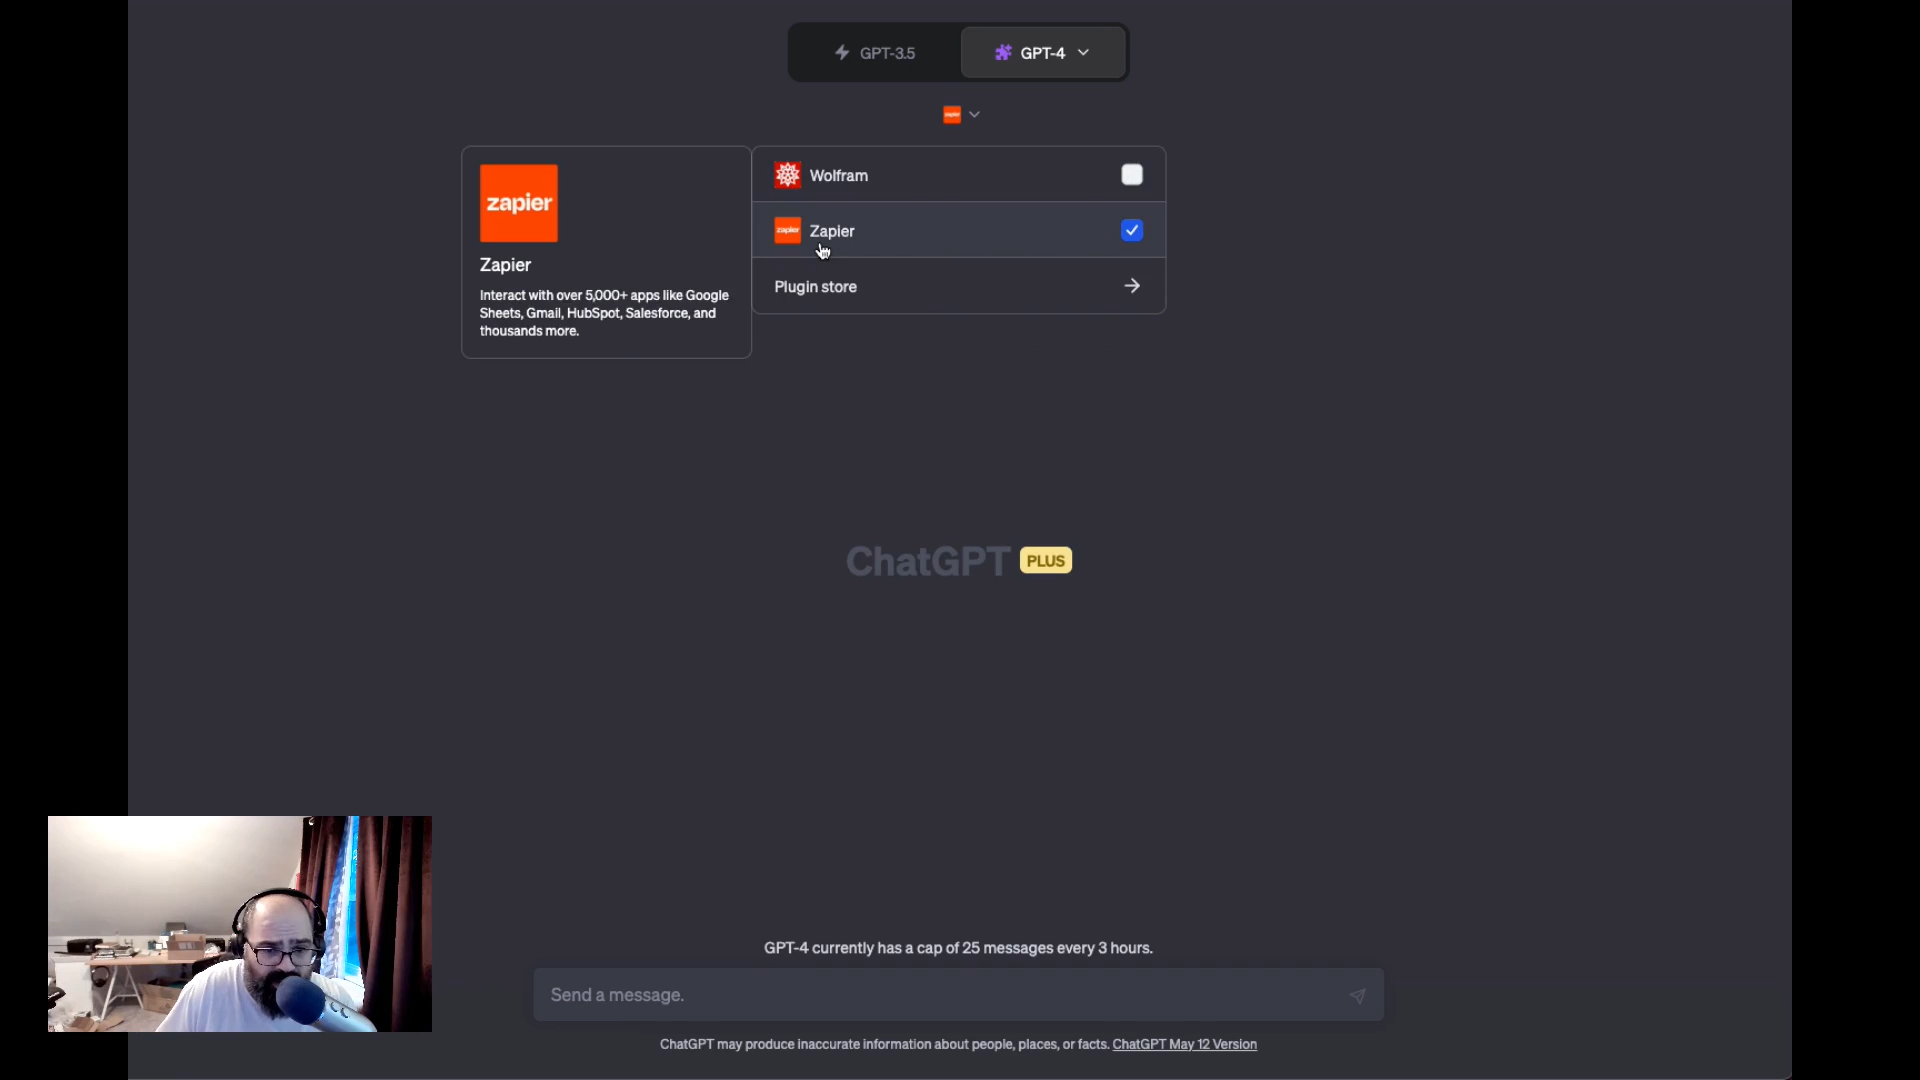 GPT-3.5
GPT-4
zapier
zapier
Zapier
Interact with over 5,000+ apps like Google
Sheets, Gmail, HubSpot, Salesforce, and
thousands more.
Wolfram
zapier
Zapier
Plugin store
ChatGPT PLUS
GPT-4 currently has a cap of 25 messages every 3 hours.
Send a message.
ChatGPT may produce inaccurate information about people, places, or facts. ChatGPT May 12 Version